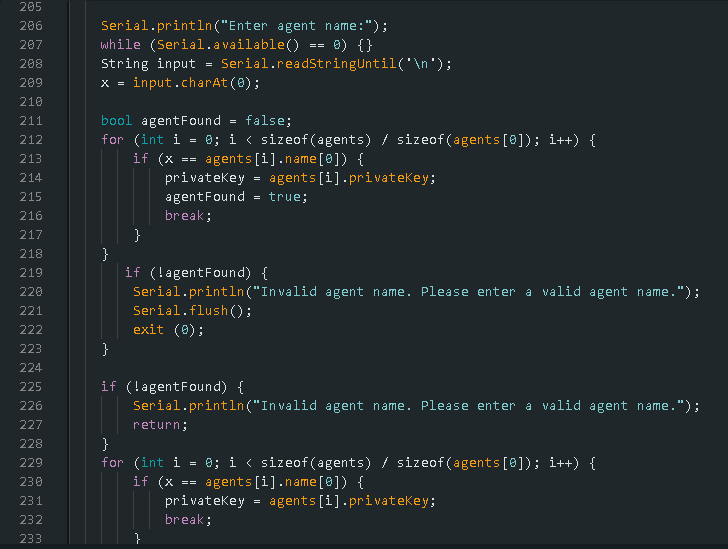 205
206 Serial.println("Enter agent name:");
207 while (Serial.available() == 0) {}
208 String input = Serial.readStringUntil('\n');
209 x = input.charAt(0);
210
211 bool agentFound = false;
212 for (int i = 0; i < sizeof(agents) / sizeof(agents[0]); i++) {
213 if (x == agents[i].name[0]) {
214 privateKey = agents[i].privateKey;
215 agentFound = true;
216 break;
217 }
218 }
219 if (!agentFound) {
220 Serial.println("Invalid agent name. Please enter a valid agent name.");
221 Serial.flush();
222 exit (0);
223 }
224
225 if (!agentFound) {
226 Serial.println("Invalid agent name. Please enter a valid agent name.");
227 return;
228 }
229 for (int i = 0; i < sizeof(agents) / sizeof(agents[0]); i++) {
230 if (x == agents[i].name[0]) {
231 privateKey = agents[i].privateKey;
232 break;
233 }